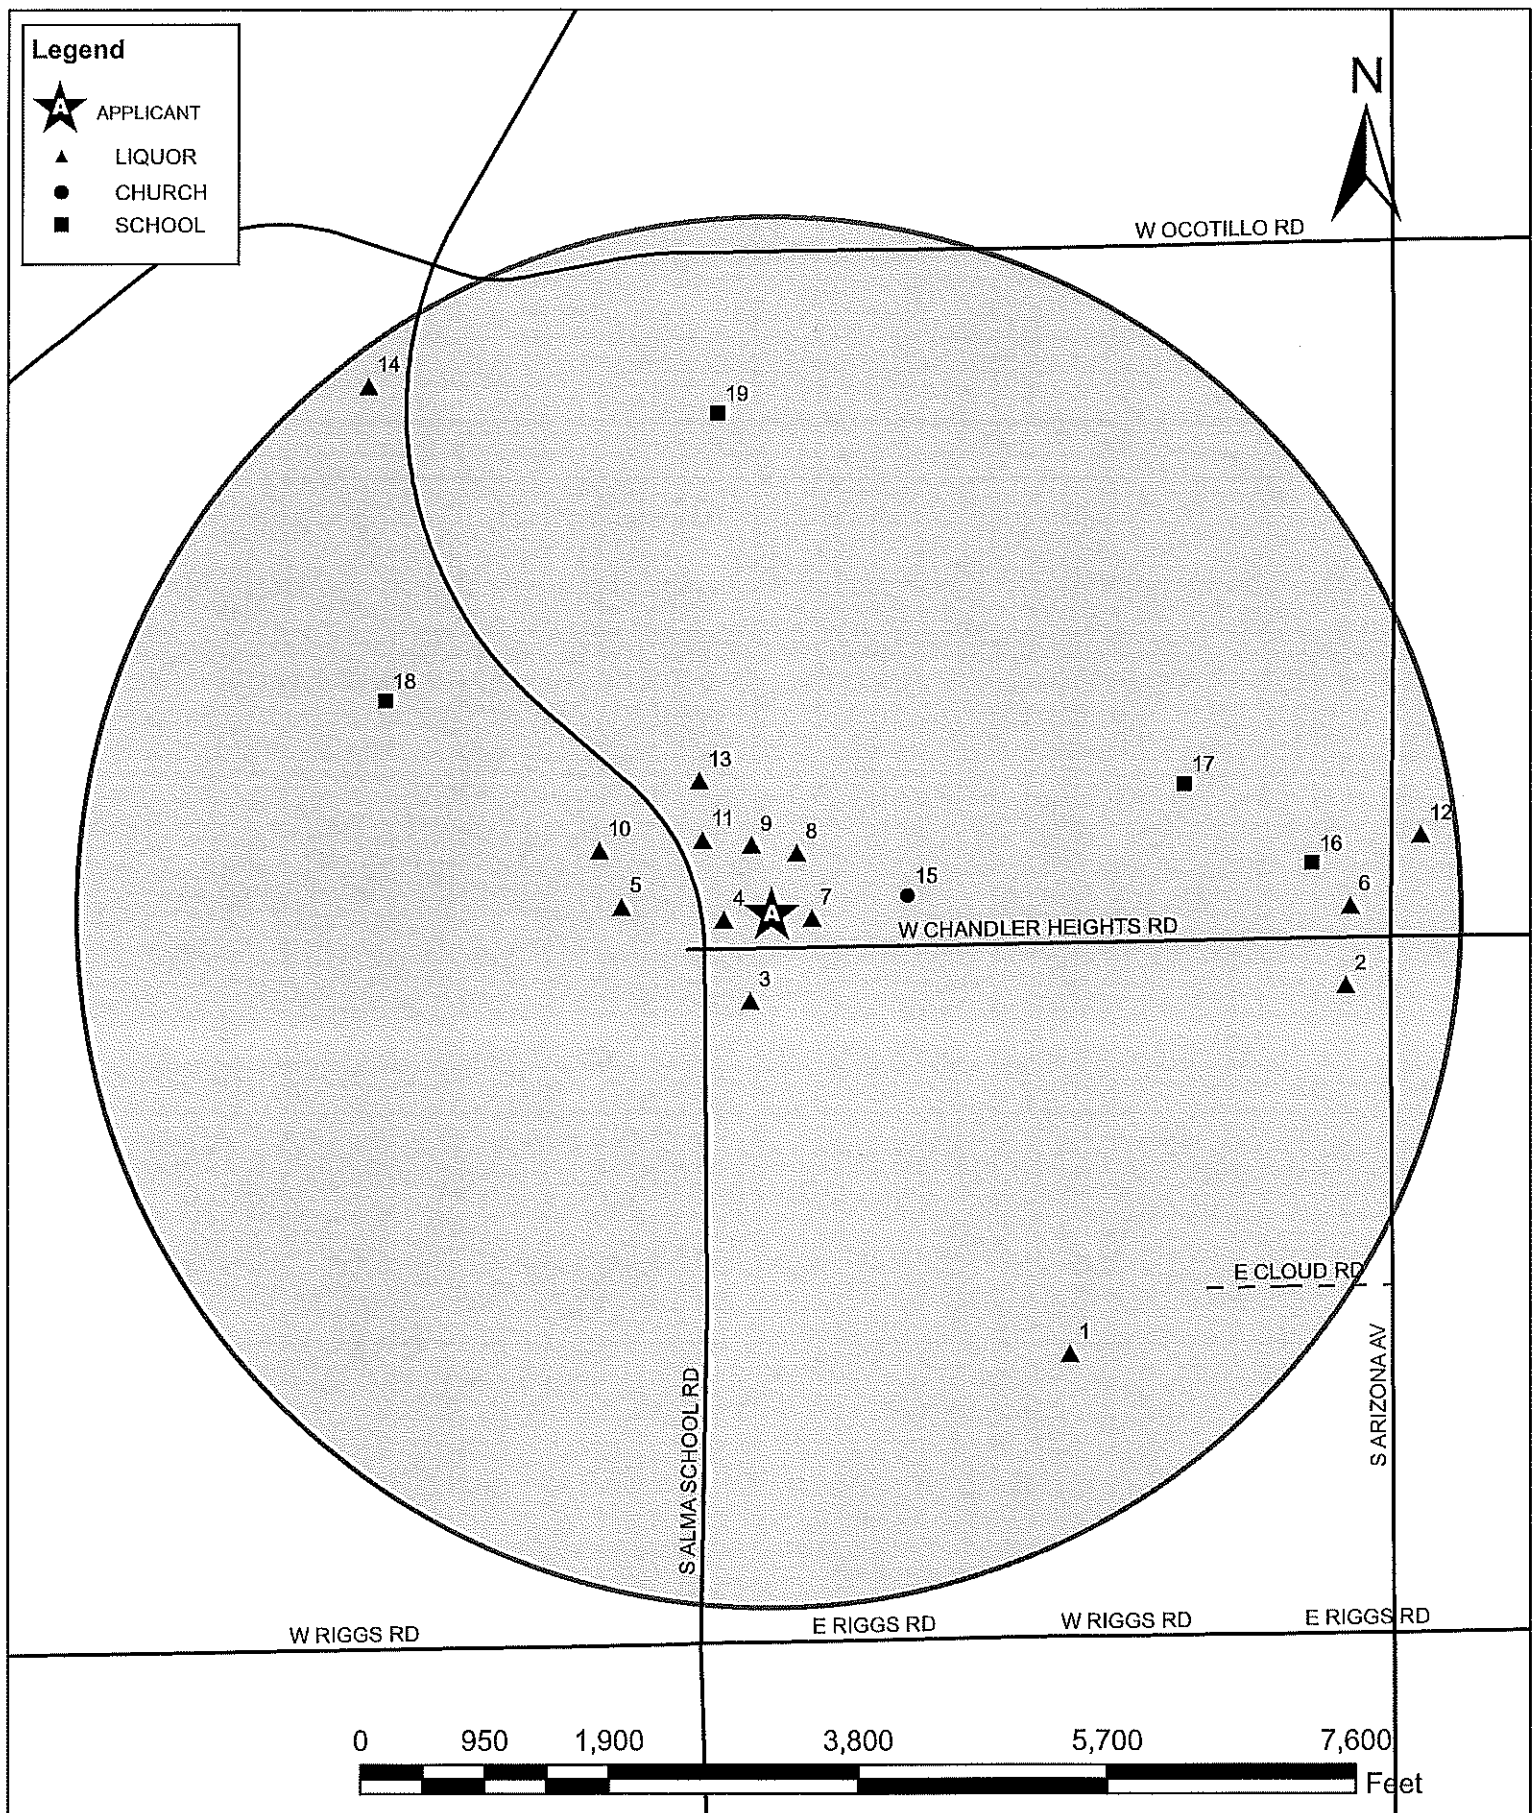 Legend
A APPLICANT
LIQUOR
CHURCH
SCHOOL
N
W OCOTILLO RD
14
19
18
13
17
11
9
8
12
10
16
15
5
6
4
A
7
W CHANDLER HEIGHTS RD
3
2
E CLOUD RD
1
S ARIZONA AV
S ALMA SCHOOL RD
W RIGGS RD
E RIGGS RD
W RIGGS RD
E RIGGS RD
0 950 1,900 3,800 5,700 7,600
Feet